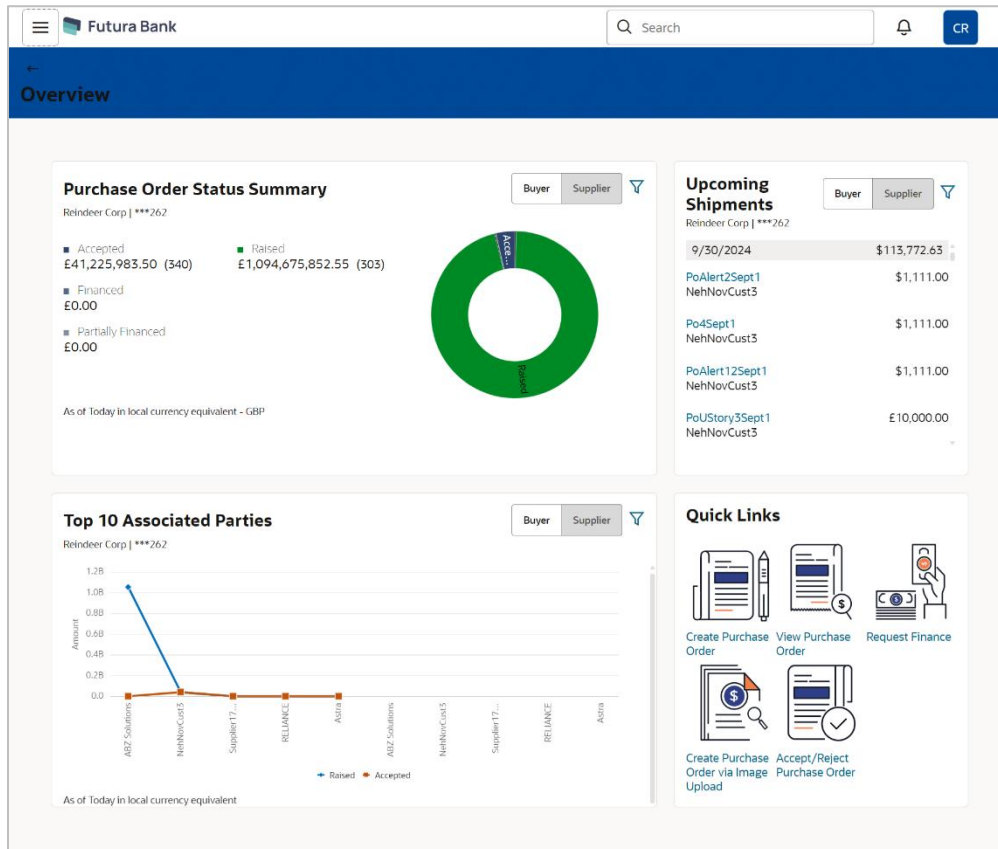 Futura Bank
Search
CR
←
Overview
Purchase Order Status Summary
Buyer Supplier
Reindeer Corp | ***262
Accepted
£41,225,983.50 (340)
Raised
£1,094,675,852.55 (303)
Financed
£0.00
Partially Financed
£0.00
Acce...
Raised
As of Today in local currency equivalent - GBP
Upcoming
Shipments
Buyer Supplier
Reindeer Corp | ***262
9/30/2024 $113,772.63
PoAlert2Sept1 $1,111.00
NehNovCust3
Po4Sept1 $1,111.00
NehNovCust3
PoAlert12Sept1 $1,111.00
NehNovCust3
PoUStory3Sept1 £10,000.00
NehNovCust3
Top 10 Associated Parties
Buyer Supplier
Reindeer Corp | ***262
Amount
1.2B
1.0B
0.8B
0.6B
0.4B
0.2B
0.0
ABZ Solutions
NehNovCust3
Supplier17...
RELIANCE
Astra
ABZ Solutions
NehNovCust3
Supplier17...
RELIANCE
Astra
Raised Accepted
As of Today in local currency equivalent
Quick Links
Create Purchase
Order
View Purchase
Order
Request Finance
Create Purchase
Order via Image
Upload
Accept/Reject
Purchase Order